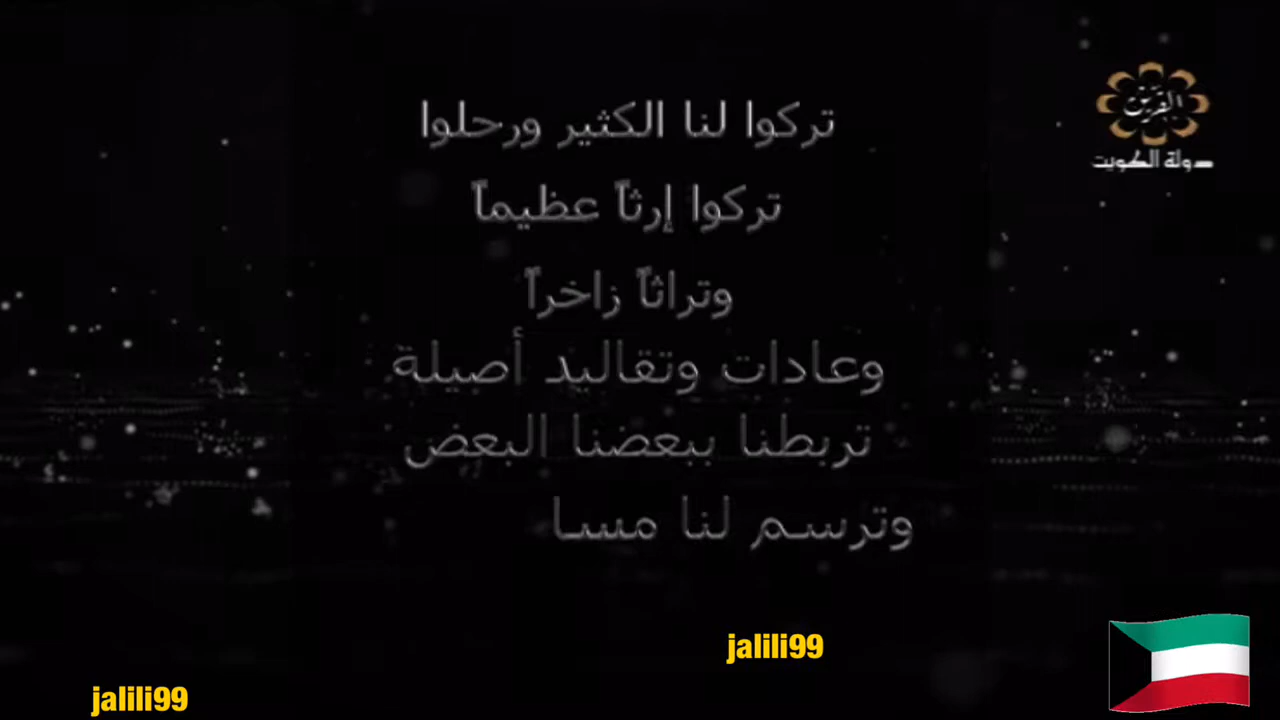 تركوا لنا الكثير ورحلوا
تركوا إرثاً عظيماً
وتراثاً زاخراً
وعادات وتقاليد أصيلة
تربطنا ببعضنا البعض
وترسم لنا مسا
القرين
دولة الكويت
jalili99
jalili99